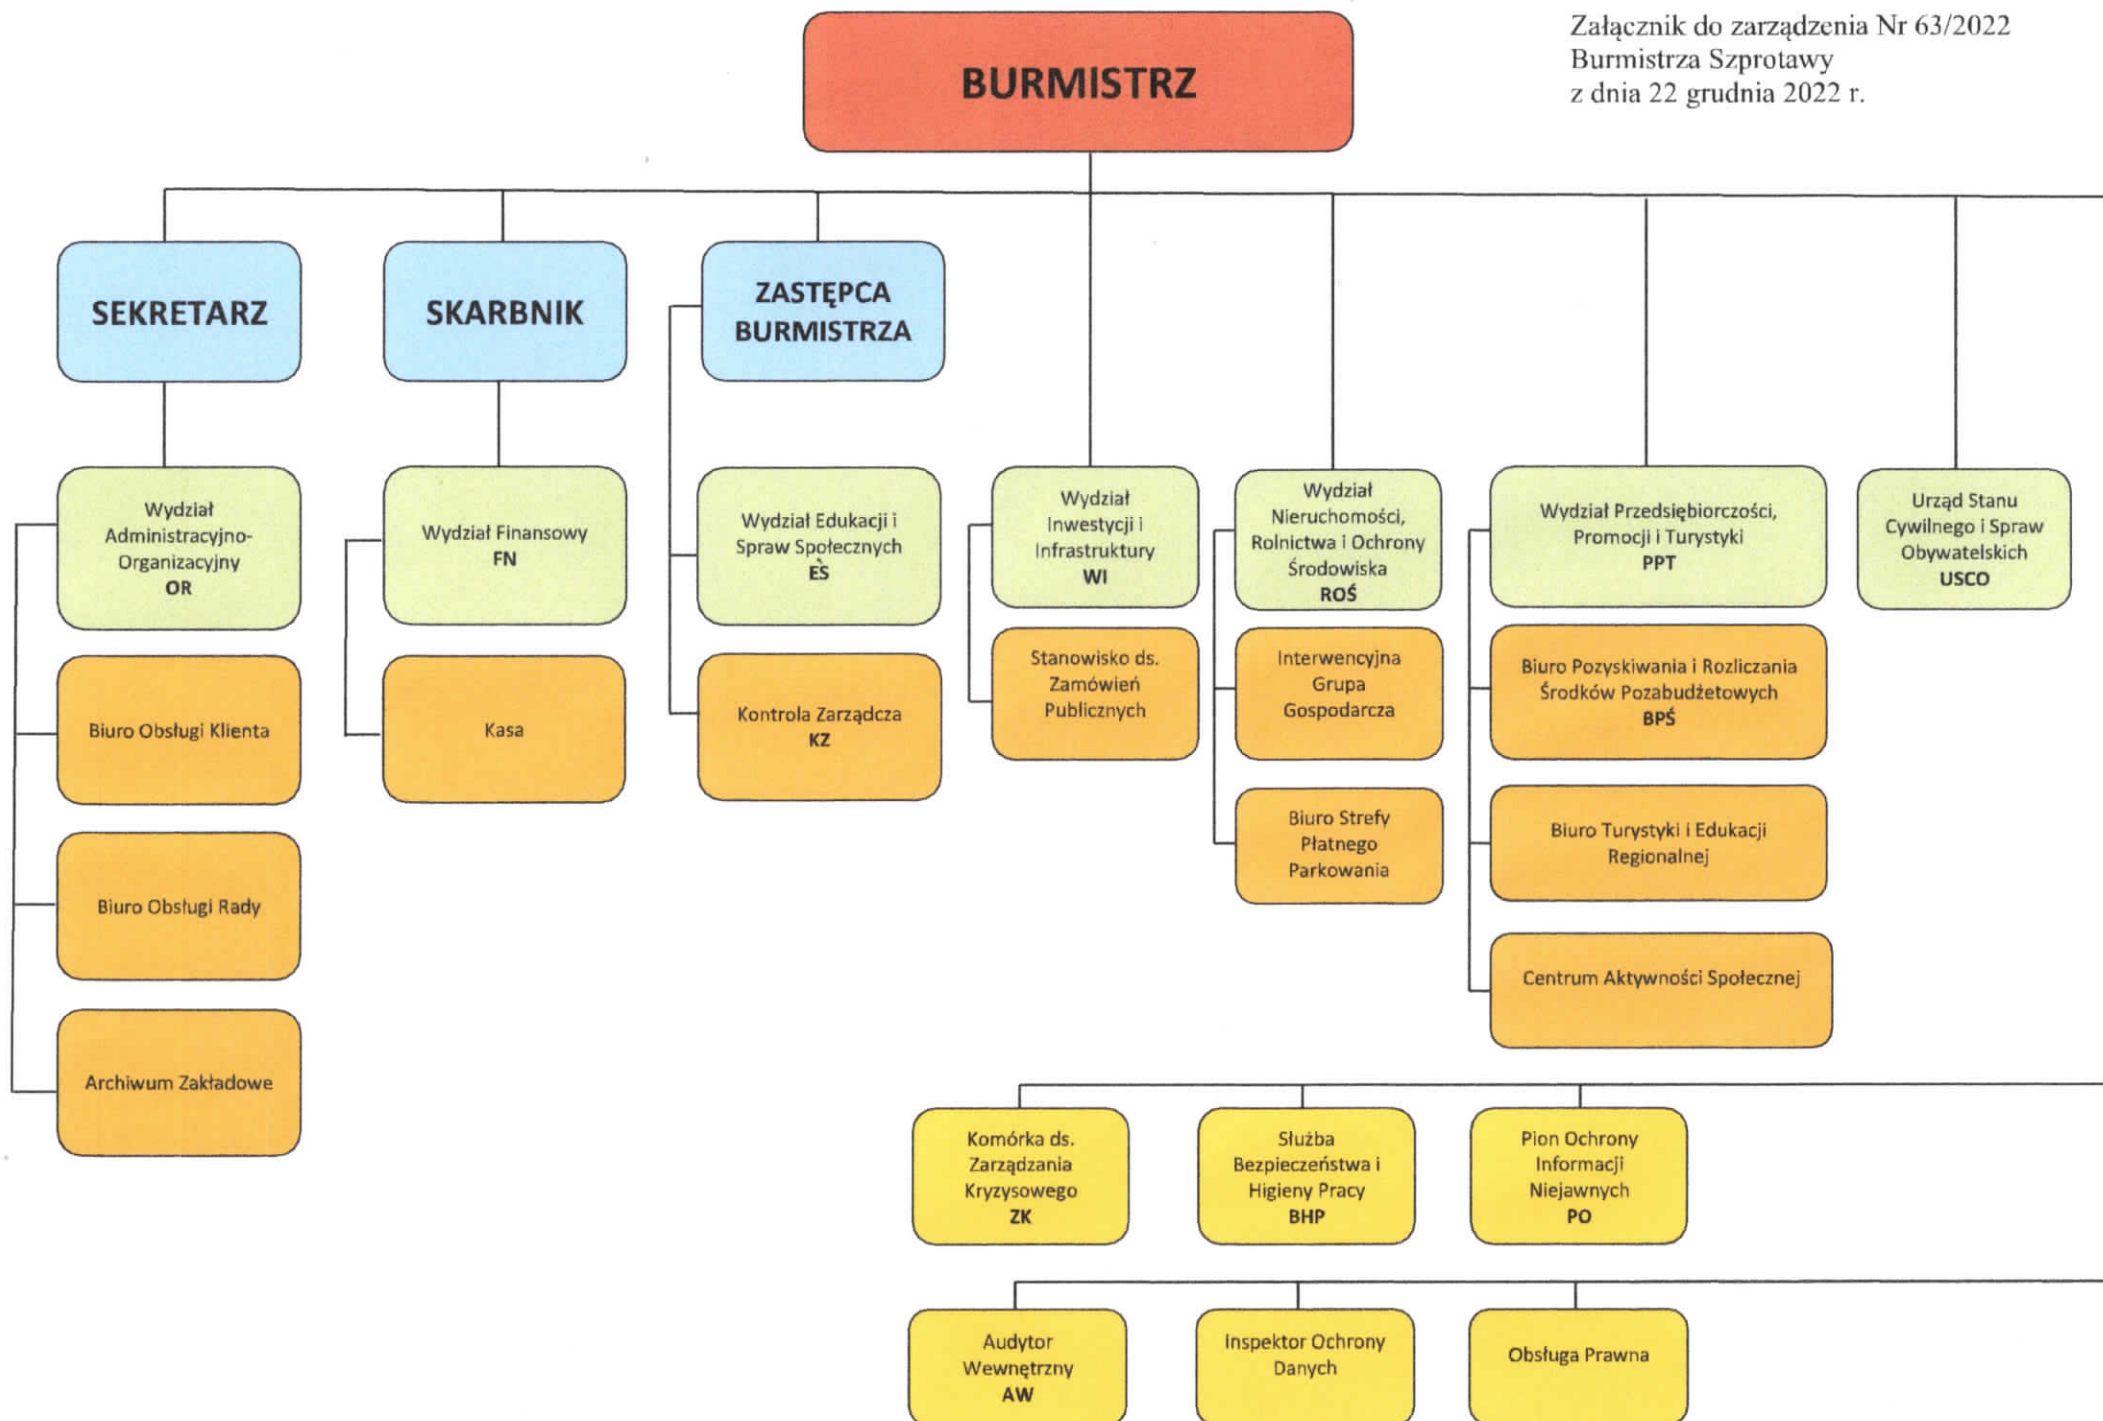 Załącznik do zarządzenia Nr 63/2022
Burmistrza Szprotawy
z dnia 22 grudnia 2022 r.
BURMISTRZ
SEKRETARZ
SKARBNIK
ZASTĘPCA
BURMISTRZA
Wydział
Administracyjno-
Organizacyjny
OR
Wydział Finansowy
FN
Wydział Edukacji i
Spraw Społecznych
EŚ
Wydział
Inwestycji i
Infrastruktury
WI
Wydział
Nieruchomości,
Rolnictwa i Ochrony
Środowiska
ROŚ
Wydział Przedsiębiorczości,
Promocji i Turystyki
PPT
Urząd Stanu
Cywilnego i Spraw
Obywatelskich
USCO
Biuro Obsługi Klienta
Kasa
Kontrola Zarządcza
KZ
Stanowisko ds.
Zamówień
Publicznych
Interwencyjna
Grupa
Gospodarcza
Biuro Pozyskiwania i Rozliczania
Środków Pozabudżetowych
BPŚ
Biuro Obsługi Rady
Biuro Strefy
Płatnego
Parkowania
Biuro Turystyki i Edukacji
Regionalnej
Archiwum Zakładowe
Centrum Aktywności Społecznej
Komórka ds.
Zarządzania
Kryzysowego
ZK
Służba
Bezpieczeństwa i
Higieny Pracy
BHP
Pion Ochrony
Informacji
Niejawnych
PO
Audytor
Wewnętrzny
AW
Inspektor Ochrony
Danych
Obsługa Prawna